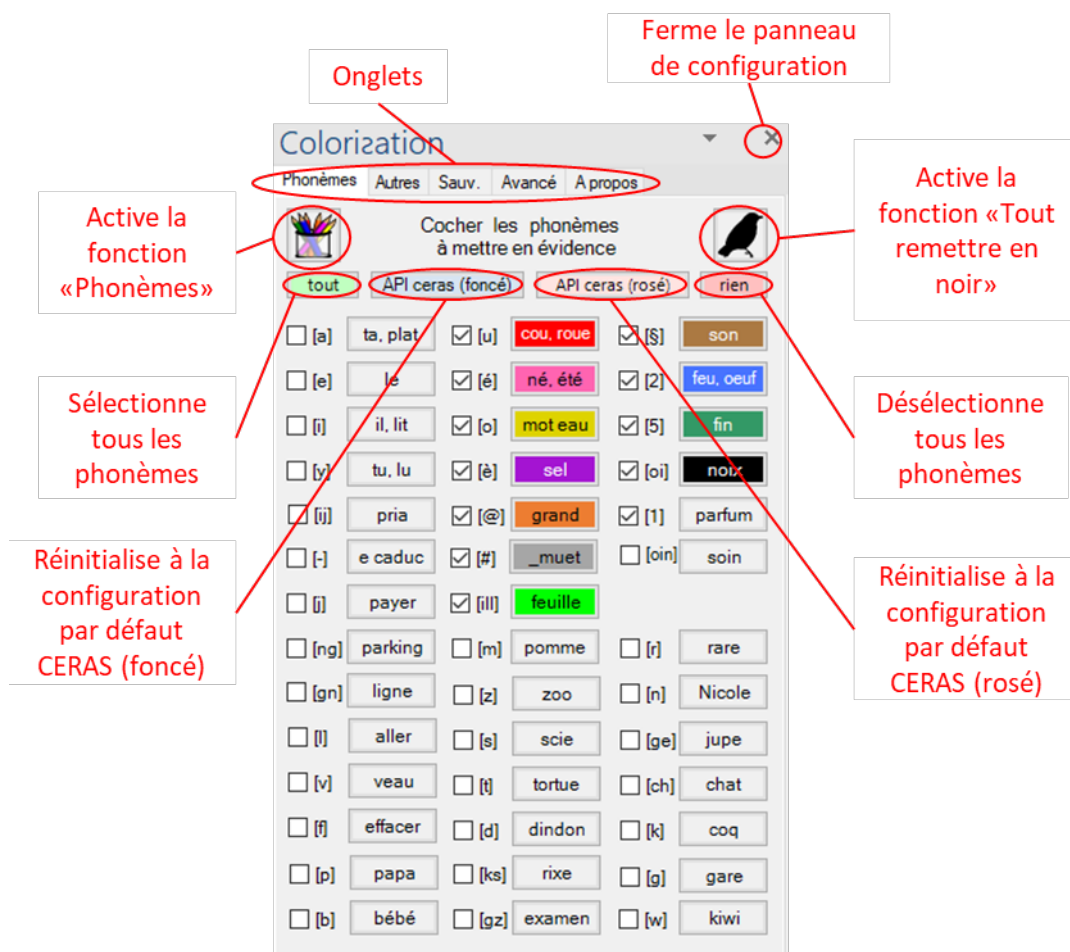 Ferme le panneau
de configuration
Onglets
Colorization
Phonèmes Autres Sauv. Avancé A propos
Active la
fonction
«Phonèmes»
Cocher les phonèmes
à mettre en évidence
Active la
fonction «Tout
remettre en
noir»
tout API ceras (foncé) API ceras (rosé) rien
[a] ta, plat [u] cou, roue [§] son
[e] le [é] né, été [2] feu, oeuf
[i] il, lit [o] mot eau [5] fin
[y] tu, lu [è] sel [oi] noix
[ij] pria [@] grand [1] parfum
[-] e caduc [#] _muet [oin] soin
[j] payer [ill] feuille
[ng] parking [m] pomme [r] rare
[gn] ligne [z] zoo [n] Nicole
[l] aller [s] scie [ge] jupe
[v] veau [t] tortue [ch] chat
[f] effacer [d] dindon [k] coq
[p] papa [ks] rixe [g] gare
[b] bébé [gz] examen [w] kiwi
Sélectionne
tous les
phonèmes
Désélectionne
tous les
phonèmes
Réinitialise à la
configuration
par défaut
CERAS (foncé)
Réinitialise à la
configuration
par défaut
CERAS (rosé)